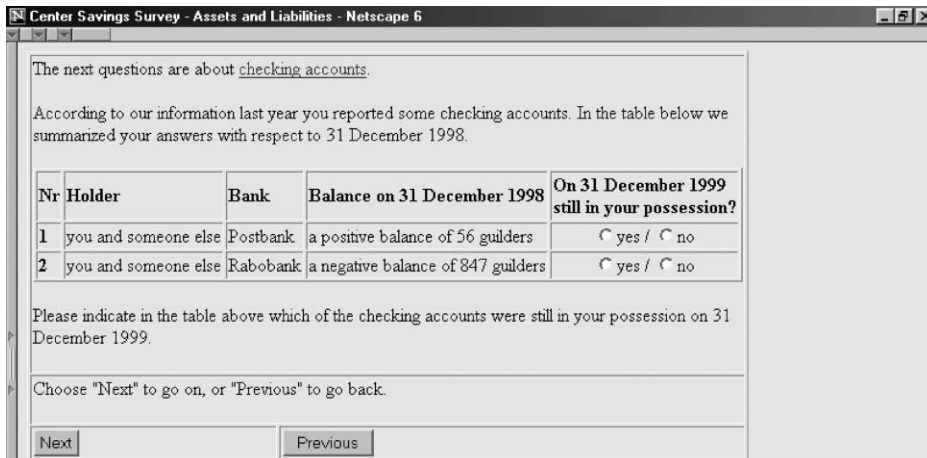 Center Savings Survey - Assets and Liabilities - Netscape 6
The next questions are about checking accounts.
According to our information last year you reported some checking accounts. In the table below we
summarized your answers with respect to 31 December 1998.
Nr Holder Bank Balance on 31 December 1998 On 31 December 1999
still in your possession?
1 you and someone else Postbank a positive balance of 56 guilders yes / no
2 you and someone else Rabobank a negative balance of 847 guilders yes / no
Please indicate in the table above which of the checking accounts were still in your possession on 31
December 1999.
Choose "Next" to go on, or "Previous" to go back.
Next Previous